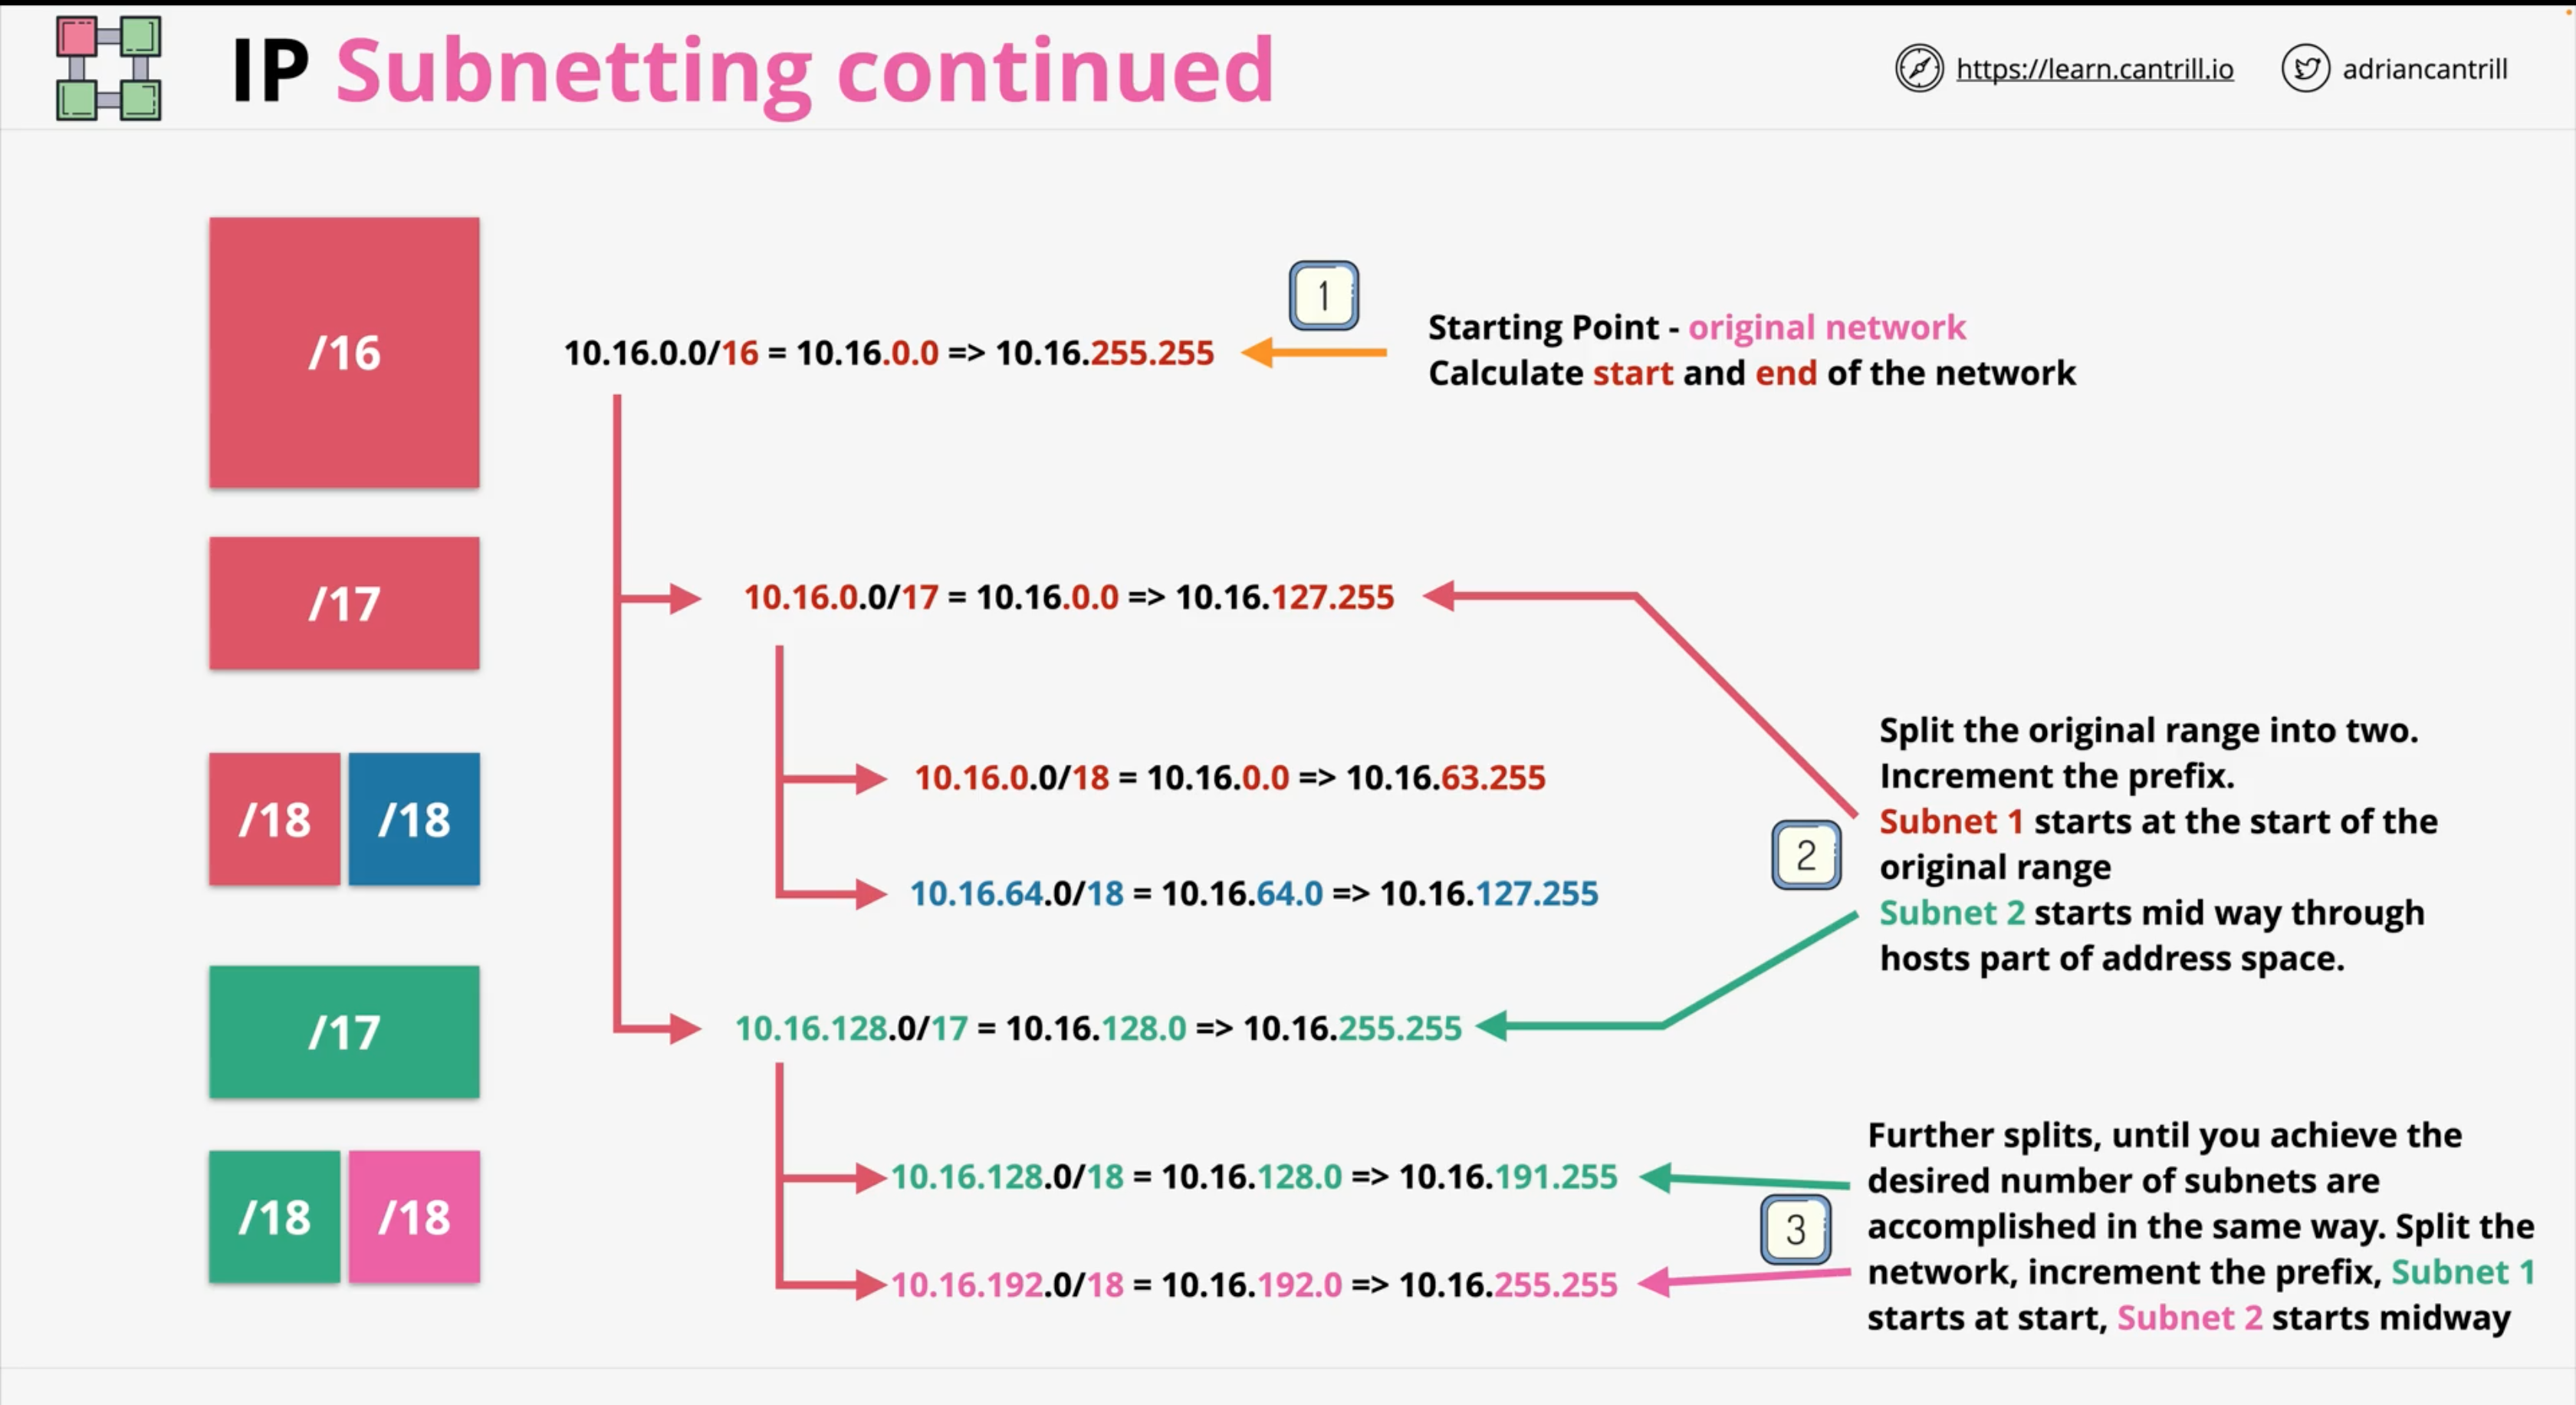 IP Subnetting continued
https://learn.cantrill.io
adriancantrill
/16
10.16.0.0/16 = 10.16.0.0 => 10.16.255.255
1
Starting Point - original network
Calculate start and end of the network
/17
10.16.0.0/17 = 10.16.0.0 => 10.16.127.255
/18
/18
10.16.0.0/18 = 10.16.0.0 => 10.16.63.255
10.16.64.0/18 = 10.16.64.0 => 10.16.127.255
2
Split the original range into two.
Increment the prefix.
Subnet 1 starts at the start of the
original range
Subnet 2 starts mid way through
hosts part of address space.
/17
10.16.128.0/17 = 10.16.128.0 => 10.16.255.255
/18
/18
10.16.128.0/18 = 10.16.128.0 => 10.16.191.255
10.16.192.0/18 = 10.16.192.0 => 10.16.255.255
3
Further splits, until you achieve the
desired number of subnets are
accomplished in the same way. Split the
network, increment the prefix, Subnet 1
starts at start, Subnet 2 starts midway